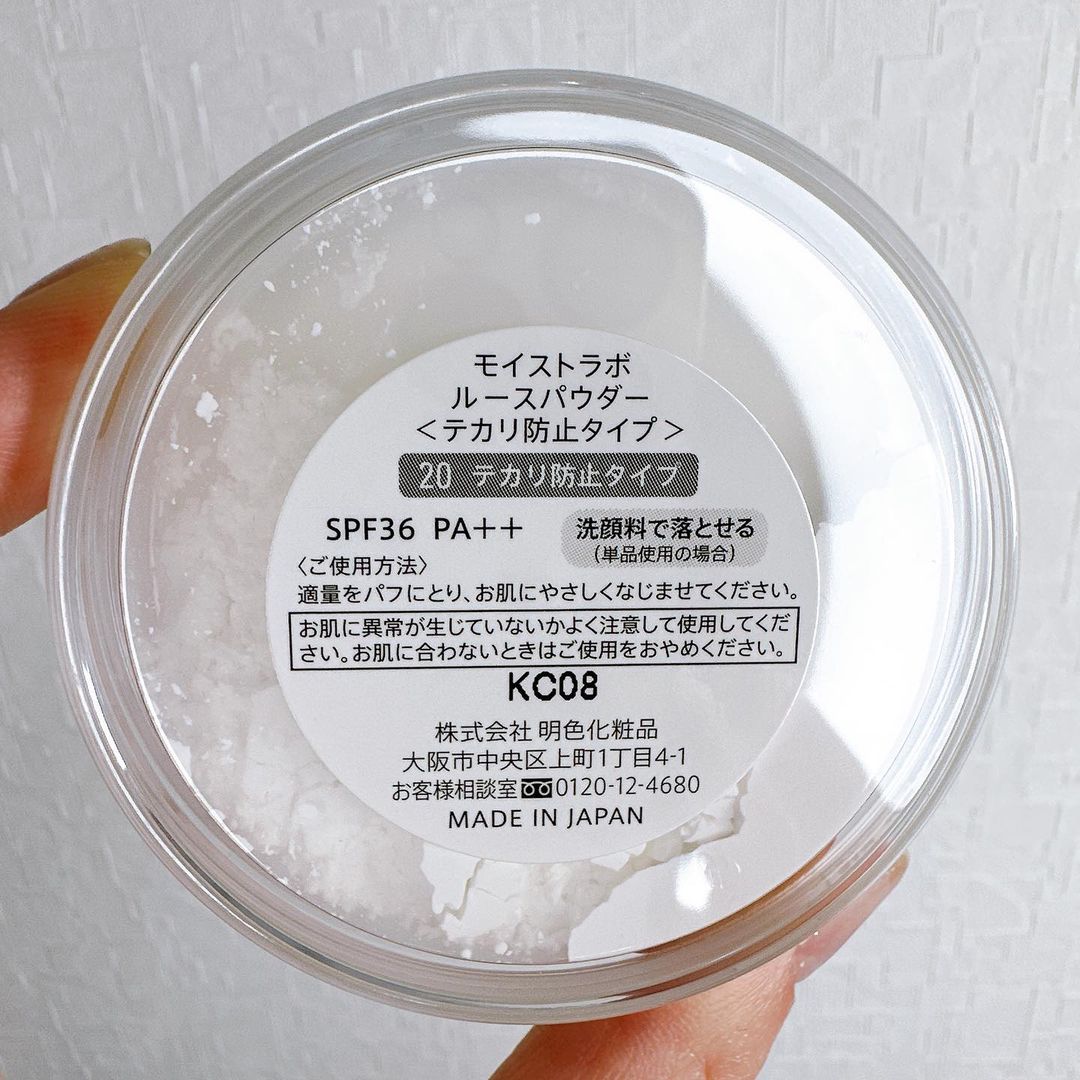 モイストラボ
ルースパウダー
＜テカリ防止タイプ＞
20 テカリ防止タイプ
SPF36 PA++
洗顔料で落とせる
(単品使用の場合)
〈ご使用方法〉
適量をパフにとり、お肌にやさしくなじませてください。
お肌に異常が生じていないかよく注意して使用してくだ
さい。お肌に合わないときはご使用をおやめください。
KC08
株式会社 明色化粧品
大阪市中央区上町1丁目4-1
お客様相談室 0120-12-4680
MADE IN JAPAN